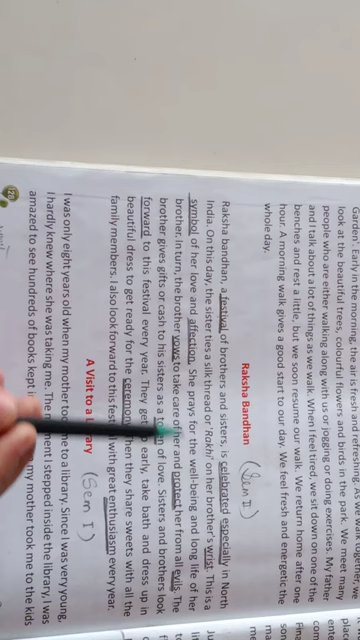 Garden'. Early in the morning, the air is fresh and refreshing. As we walk together, we
look at the beautiful trees, colourful flowers and birds in the park. We meet many
people who are either walking along with us or jogging or doing exercises. My father
and I talk about a lot of things as we walk. When I feel tired, we sit down on one of the
benches and rest a little, but we soon resume our walk. We return home after one
hour. A morning walk gives a good start to our day. We feel fresh and energetic the
whole day.
Raksha Bandhan (Sem II)
Raksha bandhan, a festival of brothers and sisters, is celebrated especially in North
India. On this day, the sister ties a silk thread or 'Rakhi' on her brother's wrist. This is a
symbol of her love and affection. She prays for the well-being and long life of her
brother. In turn, the brother vows to take care of her and protect her from all evils. The
brother gives gifts or cash to his sisters as a of love. Sisters and brothers look
forward to this festival every year. They get early, take bath and dress up in
beautiful dress to get ready for the ceremony. then they share sweets with all the
family members. I also look forward to this with great enthusiasm every year.
A Visit to a (Sem I)
I was only eight years old when my mother to a library. Since I was very young,
I hardly knew where she was taking me. The I stepped inside the library, I was
amazed to see hundreds of books kept my mother took me to the kids
127